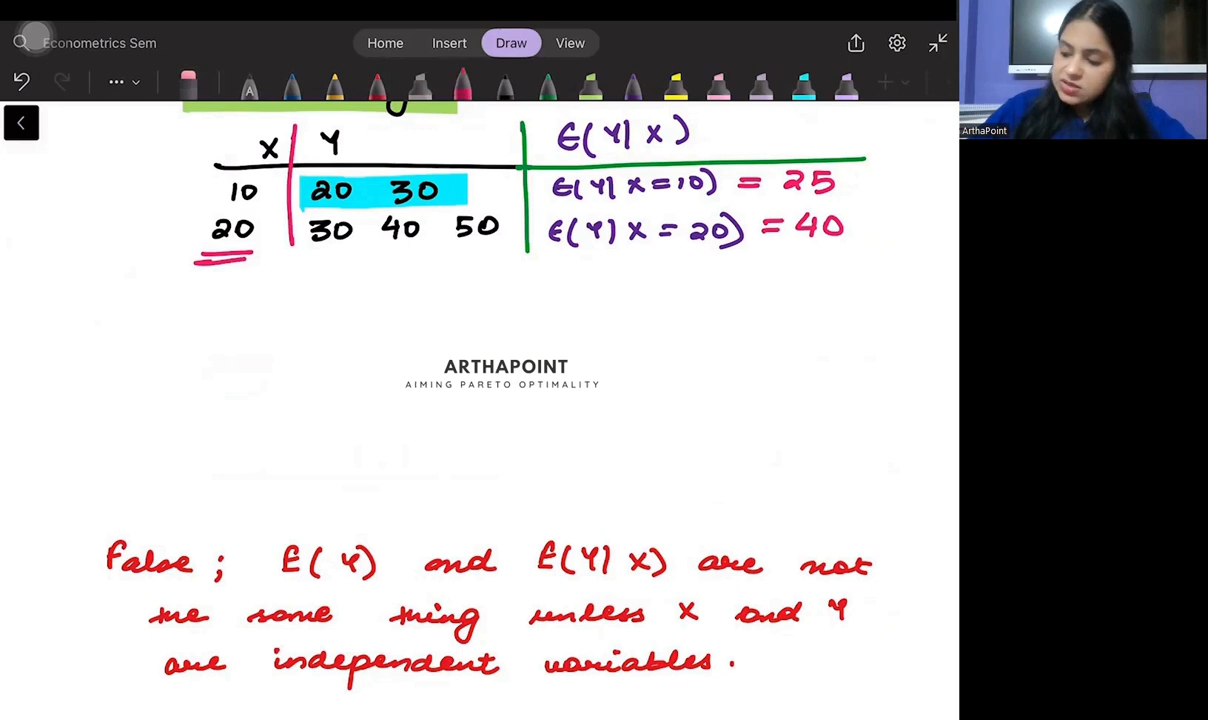 Econometrics Sem
Home Insert Draw View
A
X Y E(Y|X)
10 20 30 E(Y|X=10) = 25
20 30 40 50 E(Y|X=20) = 40
ArthaPoint
ARTHAPOINT
AIMING PARETO OPTIMALITY
False; E(Y) and E(Y|X) are not
the same thing unless X and Y
are independent variables.